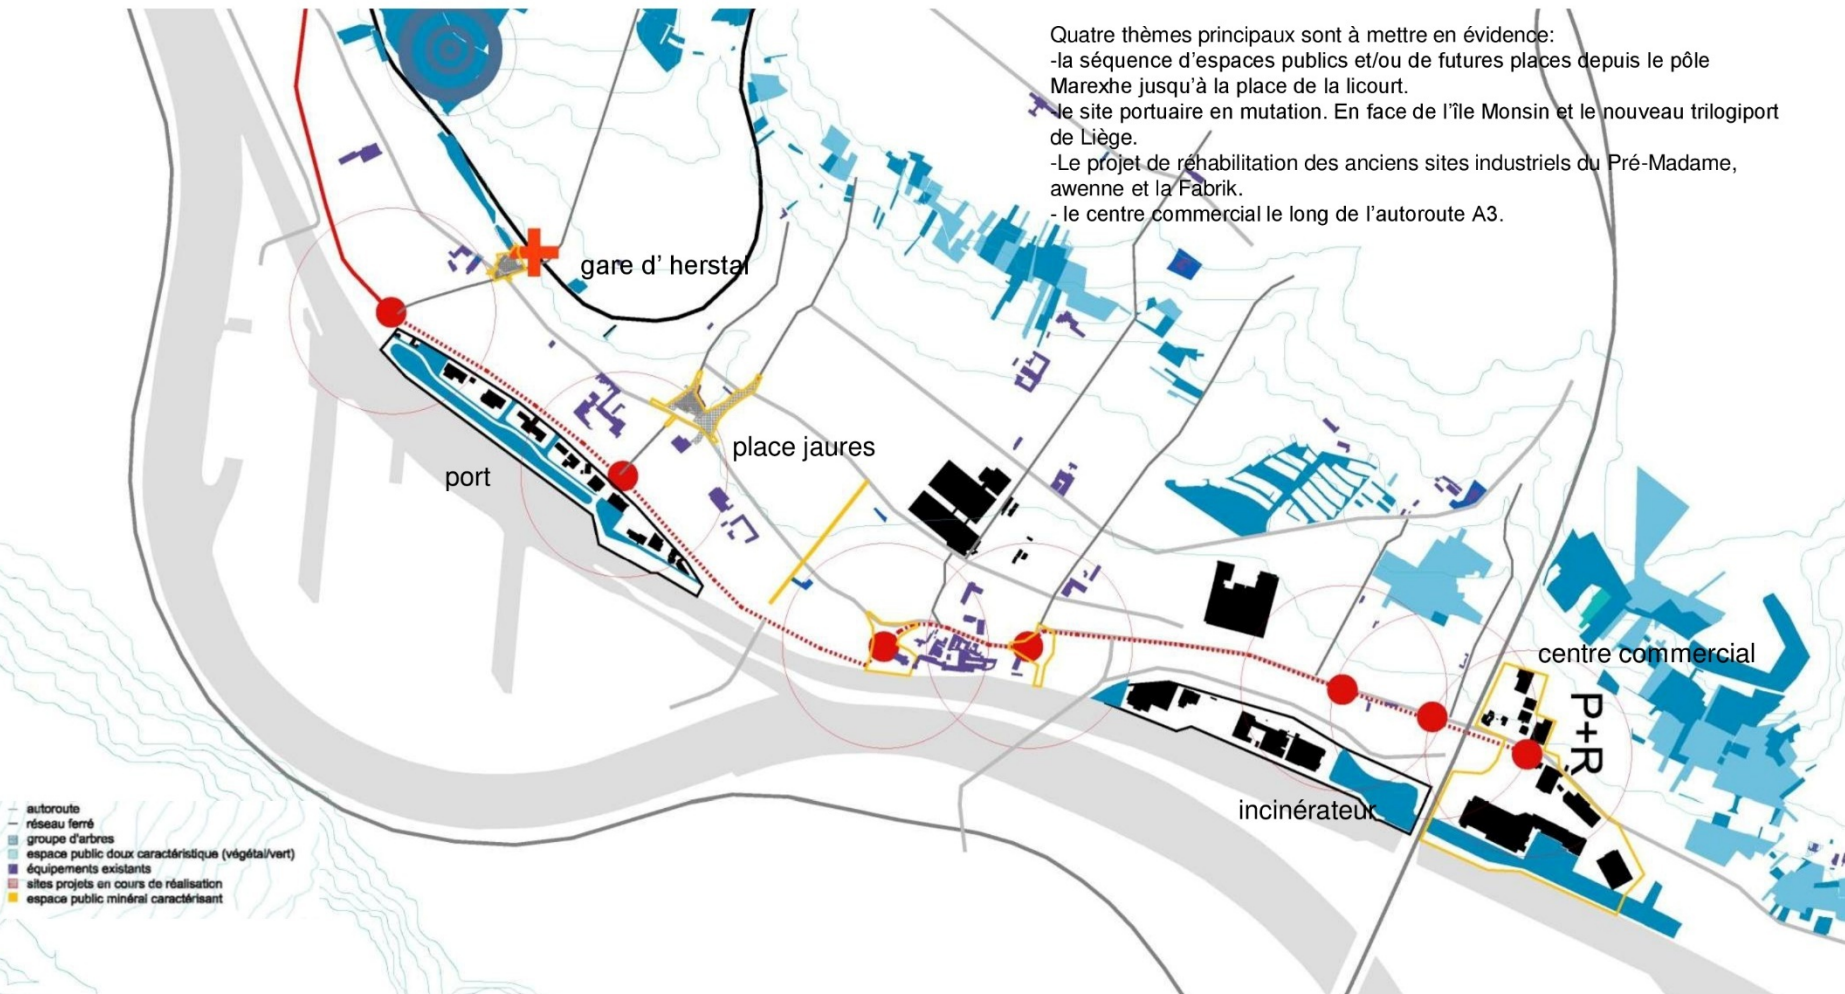 Quatre thèmes principaux sont à mettre en évidence:
-la séquence d'espaces publics et/ou de futures places depuis le pôle
Marexhe jusqu'à la place de la licourt.
-le site portuaire en mutation. En face de l'île Monsin et le nouveau trilogiport
de Liège.
-Le projet de réhabilitation des anciens sites industriels du Pré-Madame,
awenne et la Fabrik.
- le centre commercial le long de l'autoroute A3.
gare d' herstal
place jaures
port
centre commercial
P+R
incinérateur
autoroute
réseau ferré
groupe d'arbres
espace public doux caractéristique (végétal/vert)
équipements existants
sites projets en cours de réalisation
espace public minéral caractérisant